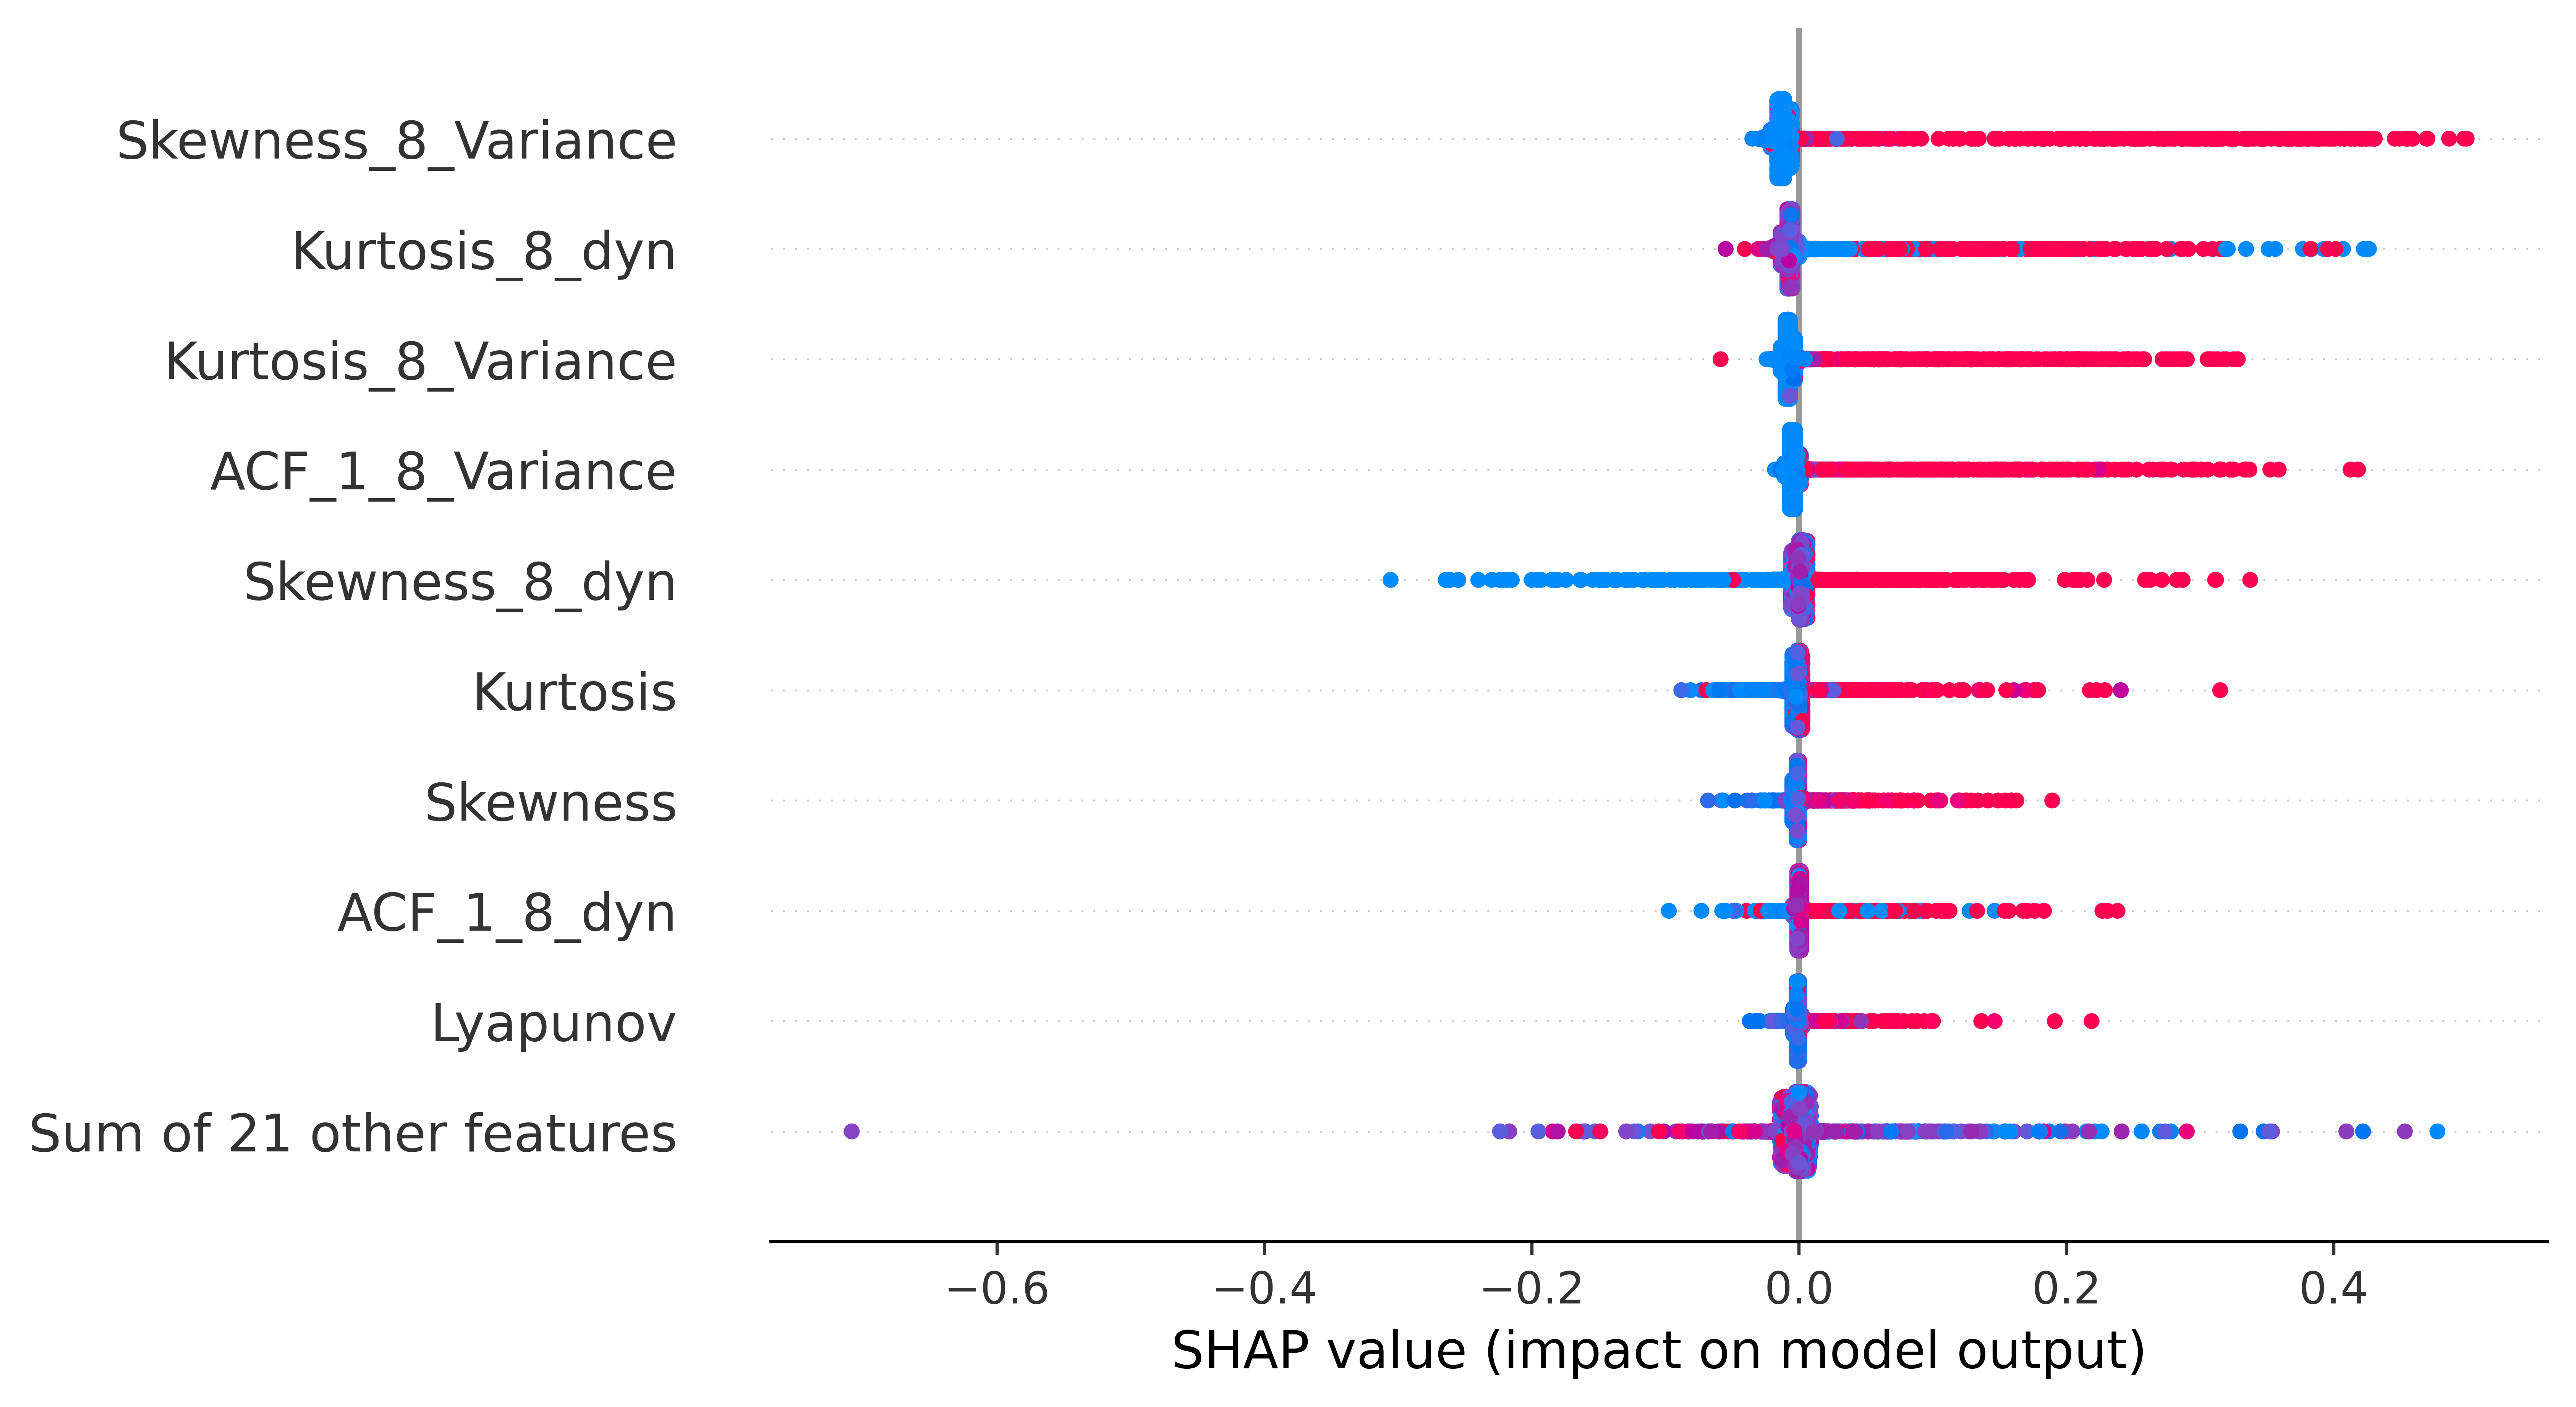 Skewness_8_Variance
Kurtosis_8_dyn
Kurtosis_8_Variance
ACF_1_8_Variance
Skewness_8_dyn
Kurtosis
Skewness
ACF_1_8_dyn
Lyapunov
Sum of 21 other features
−0.6 −0.4 −0.2 0.0 0.2 0.4
SHAP value (impact on model output)